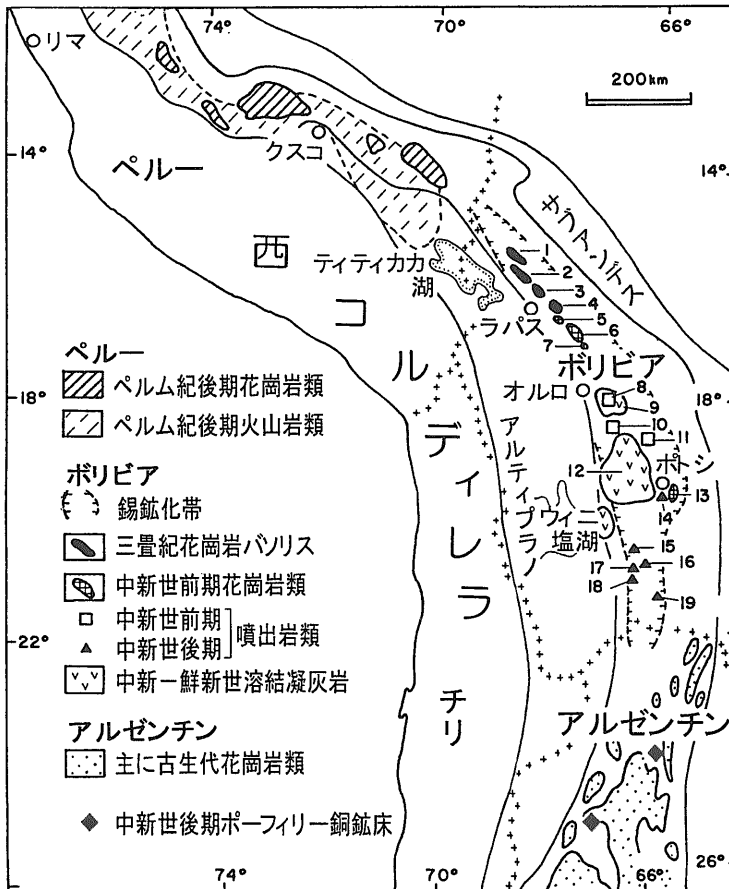 74°
70°
66°
リマ
200km
14°
クスコ
ペルー
14°
サブアンデス
西コルディレラ
ティティカカ湖
1
2
3
4
5
6
7
ラパス
ボリビア
オルロ
8
9
18°
18°
10
11
アルティプラノ
12
ポトシ
13
14
ウィニ塩湖
15
16
17
18
19
22°
チリ
アルゼンチン
ペルー
ペルム紀後期花崗岩類
ペルム紀後期火山岩類
ボリビア
錫鉱化帯
三畳紀花崗岩バソリス
中新世前期花崗岩類
中新世前期
中新世後期
噴出岩類
中新ー鮮新世溶結凝灰岩
アルゼンチン
主に古生代花崗岩類
中新世後期ポーフィリー銅鉱床
26°
74°
70°
66°